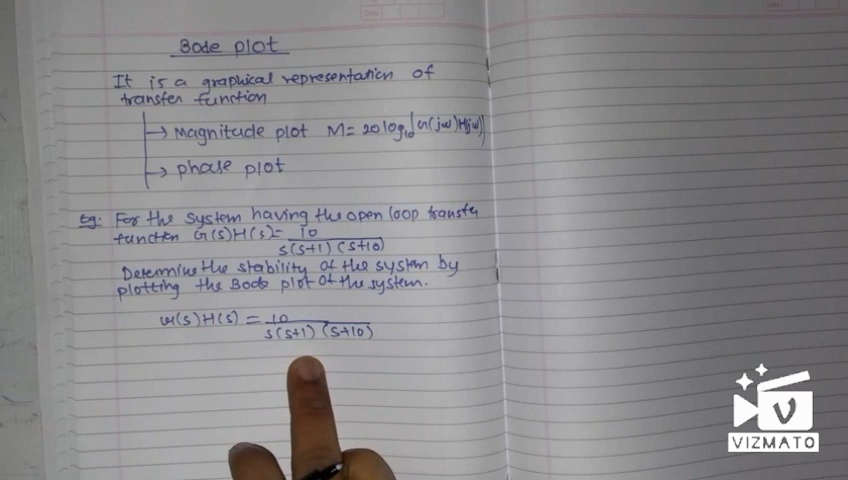 Bode plot
It is a graphical representation of
transfer function
→ Magnitude plot M = 20 log10 |G(jω)H(jω)|
→ phase plot
Eg: For the system having the open loop transfer
function G(s)H(s) = 10
s(s+1) (s+10)
Determine the stability of the system by
plotting the Bode plot of the system.
G(s)H(s) = 10
s(s+1) (s+10)
V
VIZMATO